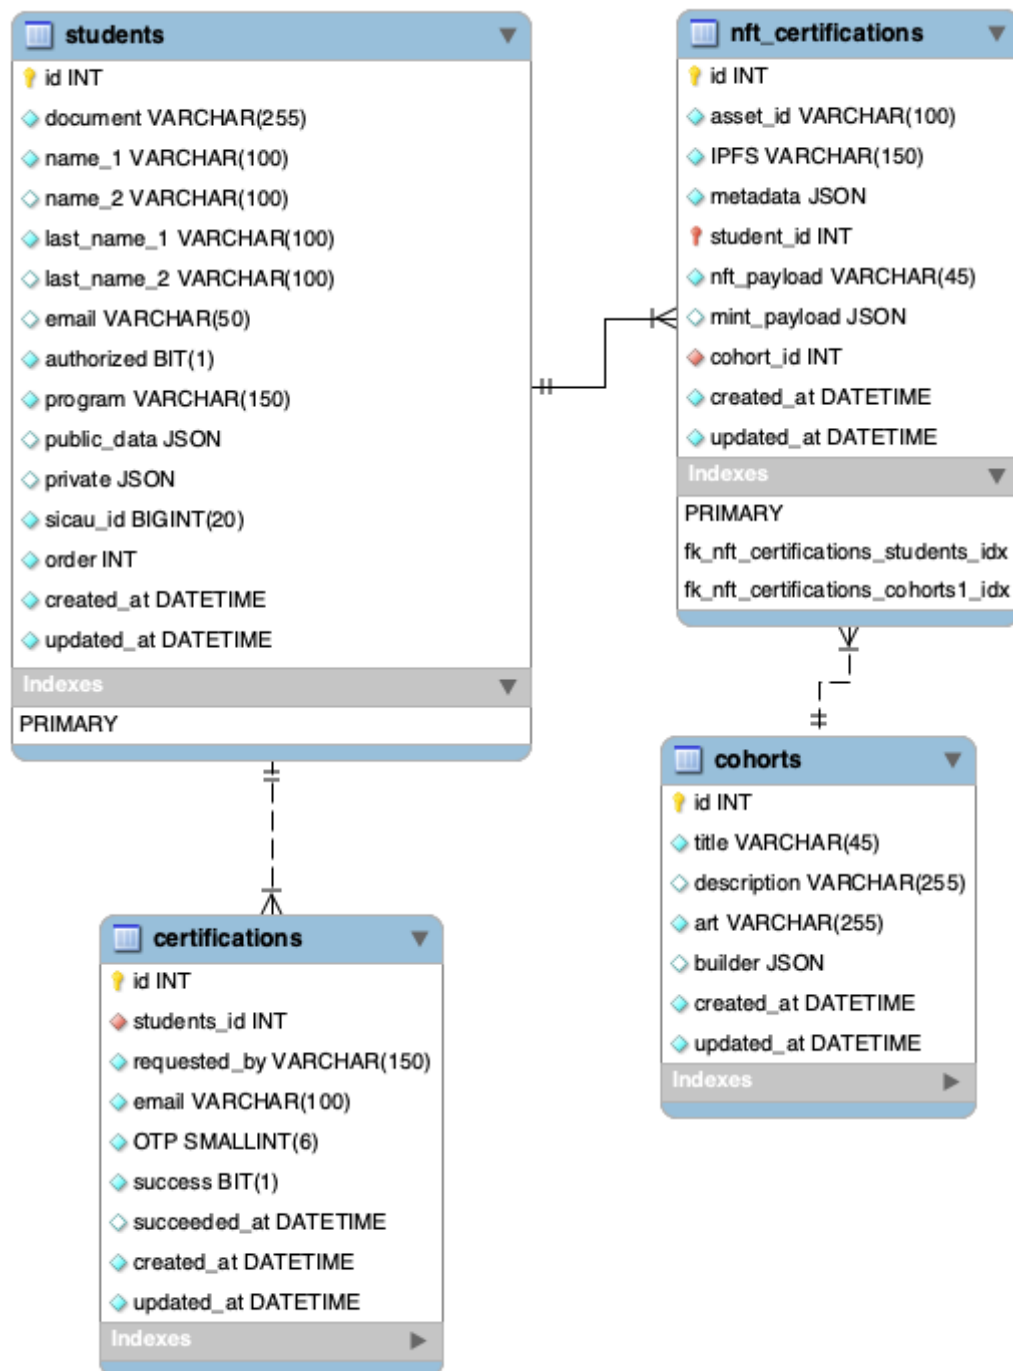 students
id INT
document VARCHAR(255)
name_1 VARCHAR(100)
name_2 VARCHAR(100)
last_name_1 VARCHAR(100)
last_name_2 VARCHAR(100)
email VARCHAR(50)
authorized BIT(1)
program VARCHAR(150)
public_data JSON
private JSON
sicau_id BIGINT(20)
order INT
created_at DATETIME
updated_at DATETIME
Indexes
PRIMARY
nft_certifications
id INT
asset_id VARCHAR(100)
IPFS VARCHAR(150)
metadata JSON
student_id INT
nft_payload VARCHAR(45)
mint_payload JSON
cohort_id INT
created_at DATETIME
updated_at DATETIME
Indexes
PRIMARY
fk_nft_certifications_students_idx
fk_nft_certifications_cohorts1_idx
cohorts
id INT
title VARCHAR(45)
description VARCHAR(255)
art VARCHAR(255)
builder JSON
created_at DATETIME
updated_at DATETIME
Indexes
certifications
id INT
students_id INT
requested_by VARCHAR(150)
email VARCHAR(100)
OTP SMALLINT(6)
success BIT(1)
succeeded_at DATETIME
created_at DATETIME
updated_at DATETIME
Indexes